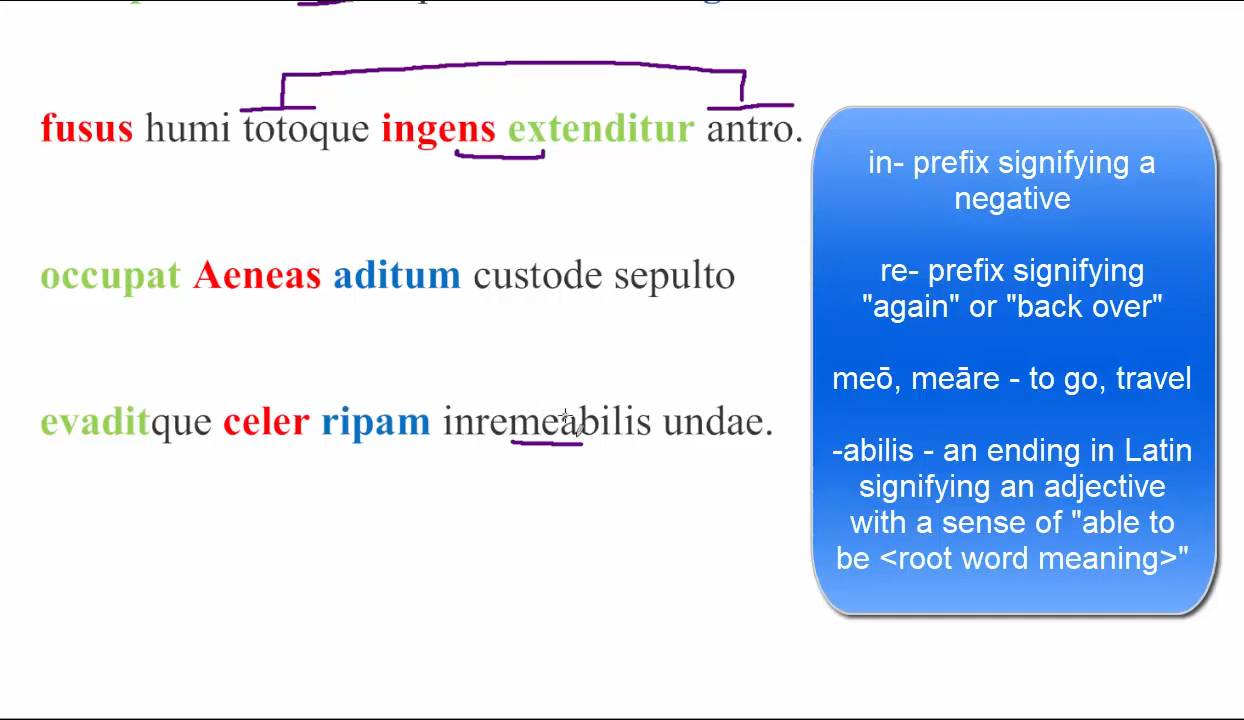 fusus humi totoque ingens extenditur antro.
occupat Aeneas aditum custode sepulto
evaditque celer ripam inremeabilis undae.
in- prefix signifying a
negative
re- prefix signifying
"again" or "back over"
meō, meāre - to go, travel
-abilis - an ending in Latin
signifying an adjective
with a sense of "able to
be <root word meaning>"